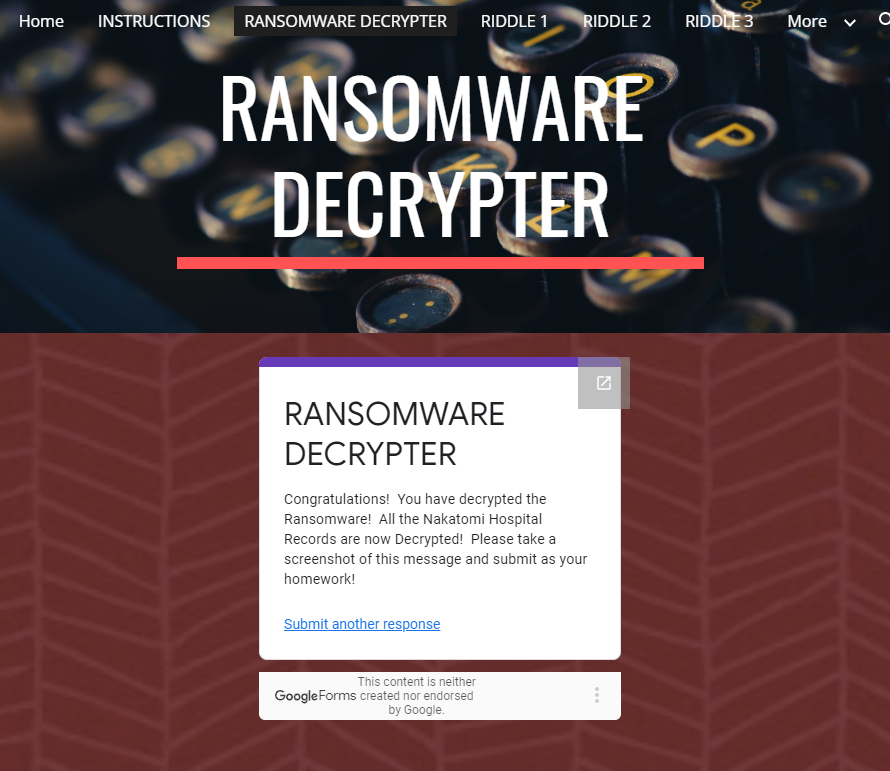 Home INSTRUCTIONS RANSOMWARE DECRYPTER RIDDLE 1 RIDDLE 2 RIDDLE 3 More
RANSOMWARE
DECRYPTER
RANSOMWARE
DECRYPTER
Congratulations! You have decrypted the
Ransomware! All the Nakatomi Hospital
Records are now Decrypted! Please take a
screenshot of this message and submit as your
homework!
Submit another response
This content is neither
Google Forms created nor endorsed
by Google.